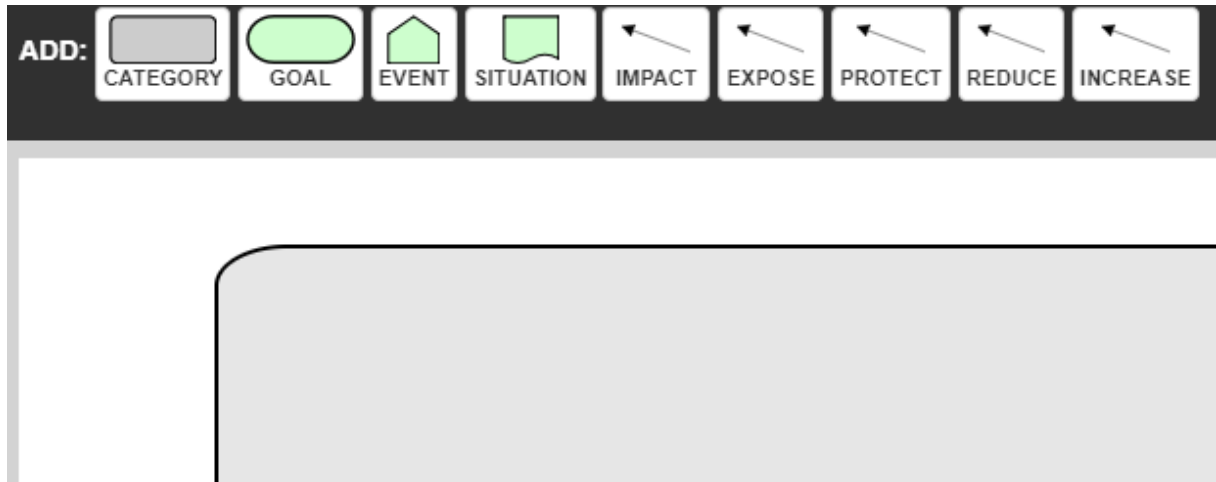 ADD: CATEGORY GOAL EVENT SITUATION IMPACT EXPOSE PROTECT REDUCE INCREASE